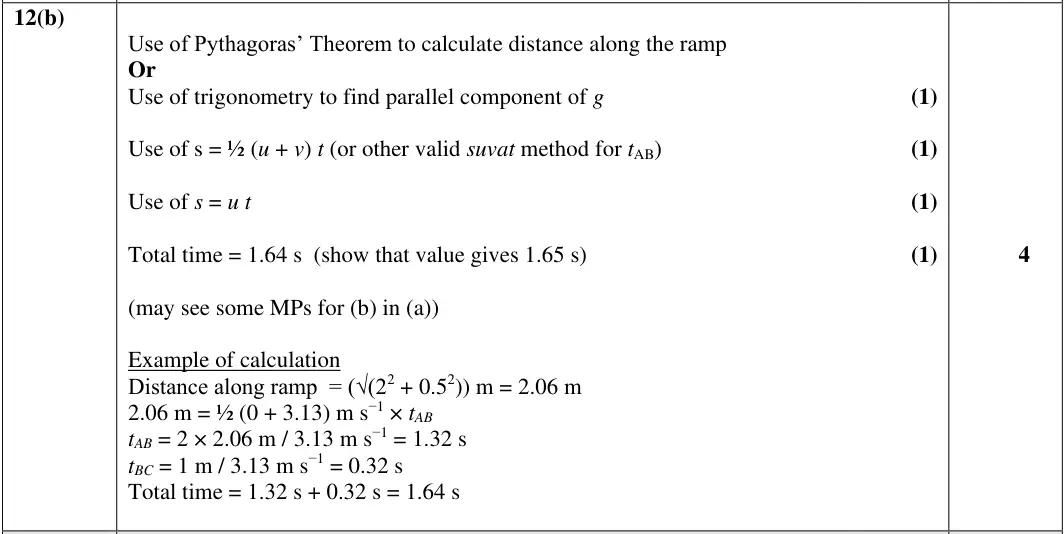 12(b)
Use of Pythagoras’ Theorem to calculate distance along the ramp
Or
Use of trigonometry to find parallel component of g (1)
Use of s = ½ (u + v) t (or other valid suvat method for tAB) (1)
Use of s = u t (1)
Total time = 1.64 s (show that value gives 1.65 s) (1) 4
(may see some MPs for (b) in (a))
Example of calculation
Distance along ramp = (√(2² + 0.5²)) m = 2.06 m
2.06 m = ½ (0 + 3.13) m s⁻¹ × tAB
tAB = 2 × 2.06 m / 3.13 m s⁻¹ = 1.32 s
tBC = 1 m / 3.13 m s⁻¹ = 0.32 s
Total time = 1.32 s + 0.32 s = 1.64 s